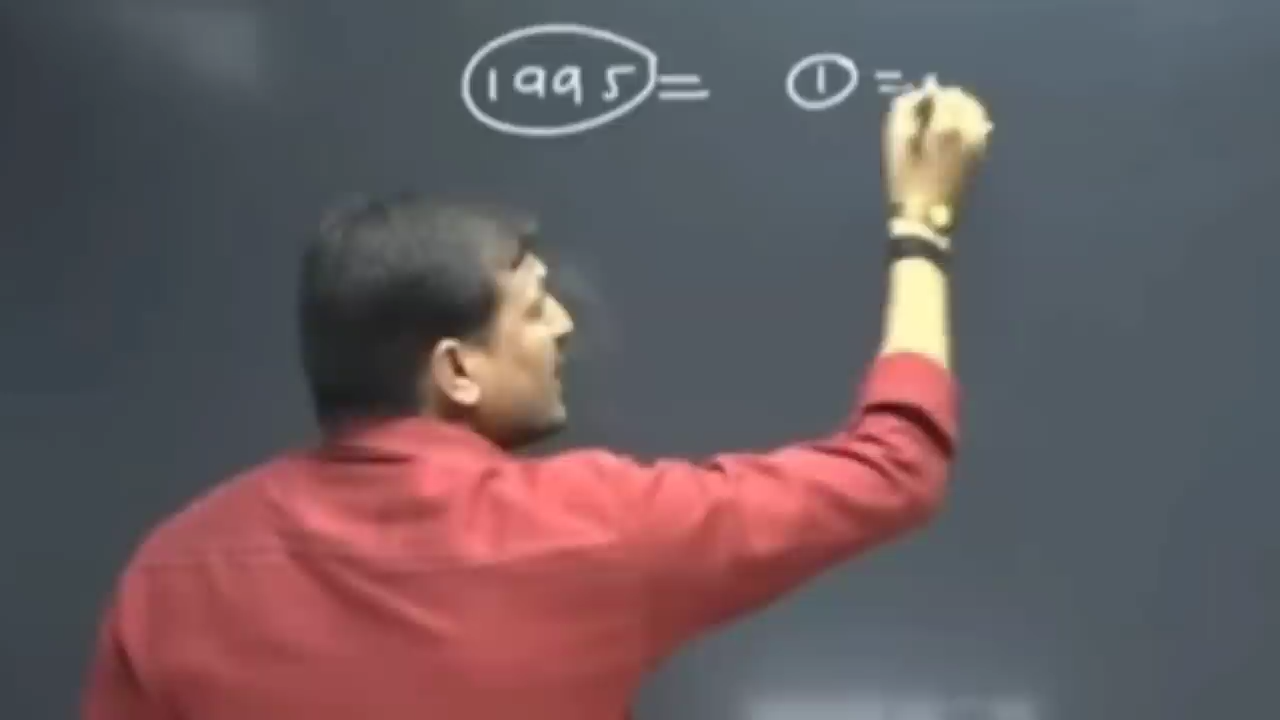 1995 = 1 =